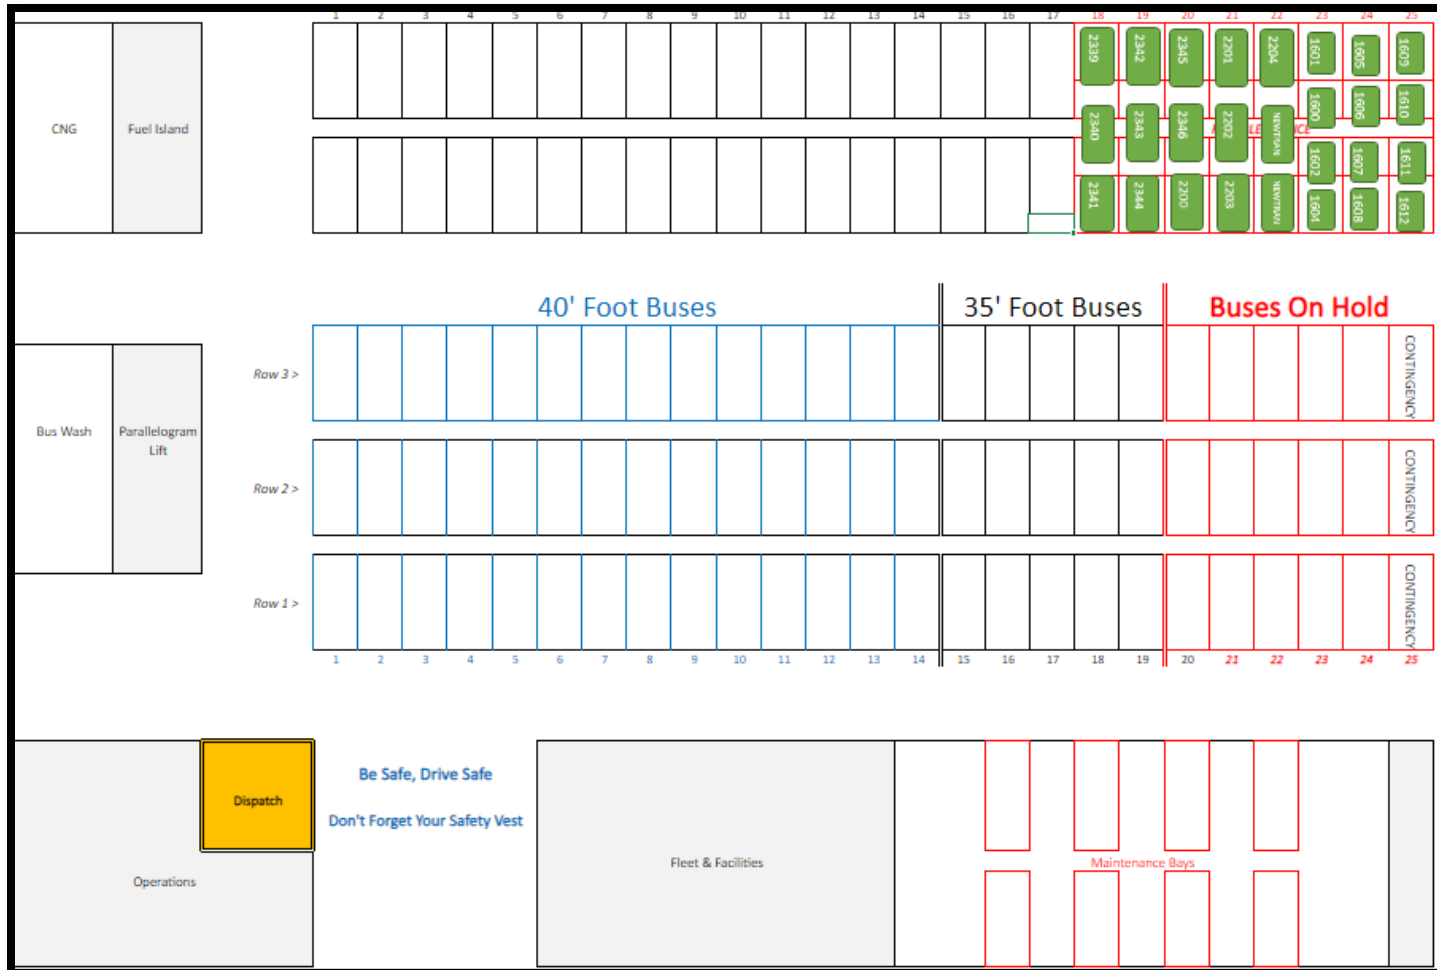 1 2 3 4 5 6 7 8 9 10 11 12 13 14 15 16 17 18 19 20 21 22 23 24 25
2339 2342 2345 2201 2204 1601 1605 1609
1600 1606 1610
2340 2343 2346 2202 NEWTRAN
CNG Fuel Island
1602 1607 1611
2341 2344 2200 2203 NEWTRAN 1604 1608 1612
40' Foot Buses 35' Foot Buses Buses On Hold
Row 3 > CONTINGENCY
Bus Wash Parallelogram
Lift
Row 2 > CONTINGENCY
Row 1 > CONTINGENCY
1 2 3 4 5 6 7 8 9 10 11 12 13 14 15 16 17 18 19 20 21 22 23 24 25
Be Safe, Drive Safe
Dispatch
Don't Forget Your Safety Vest
Fleet & Facilities Maintenance Bays
Operations